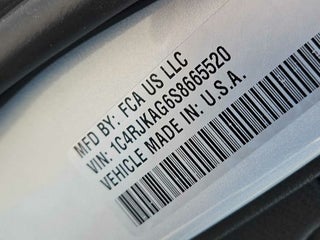 MFD BY: FCA US LLC
VIN: 1C4RJKAG6S8665520
VEHICLE MADE IN: U.S.A.